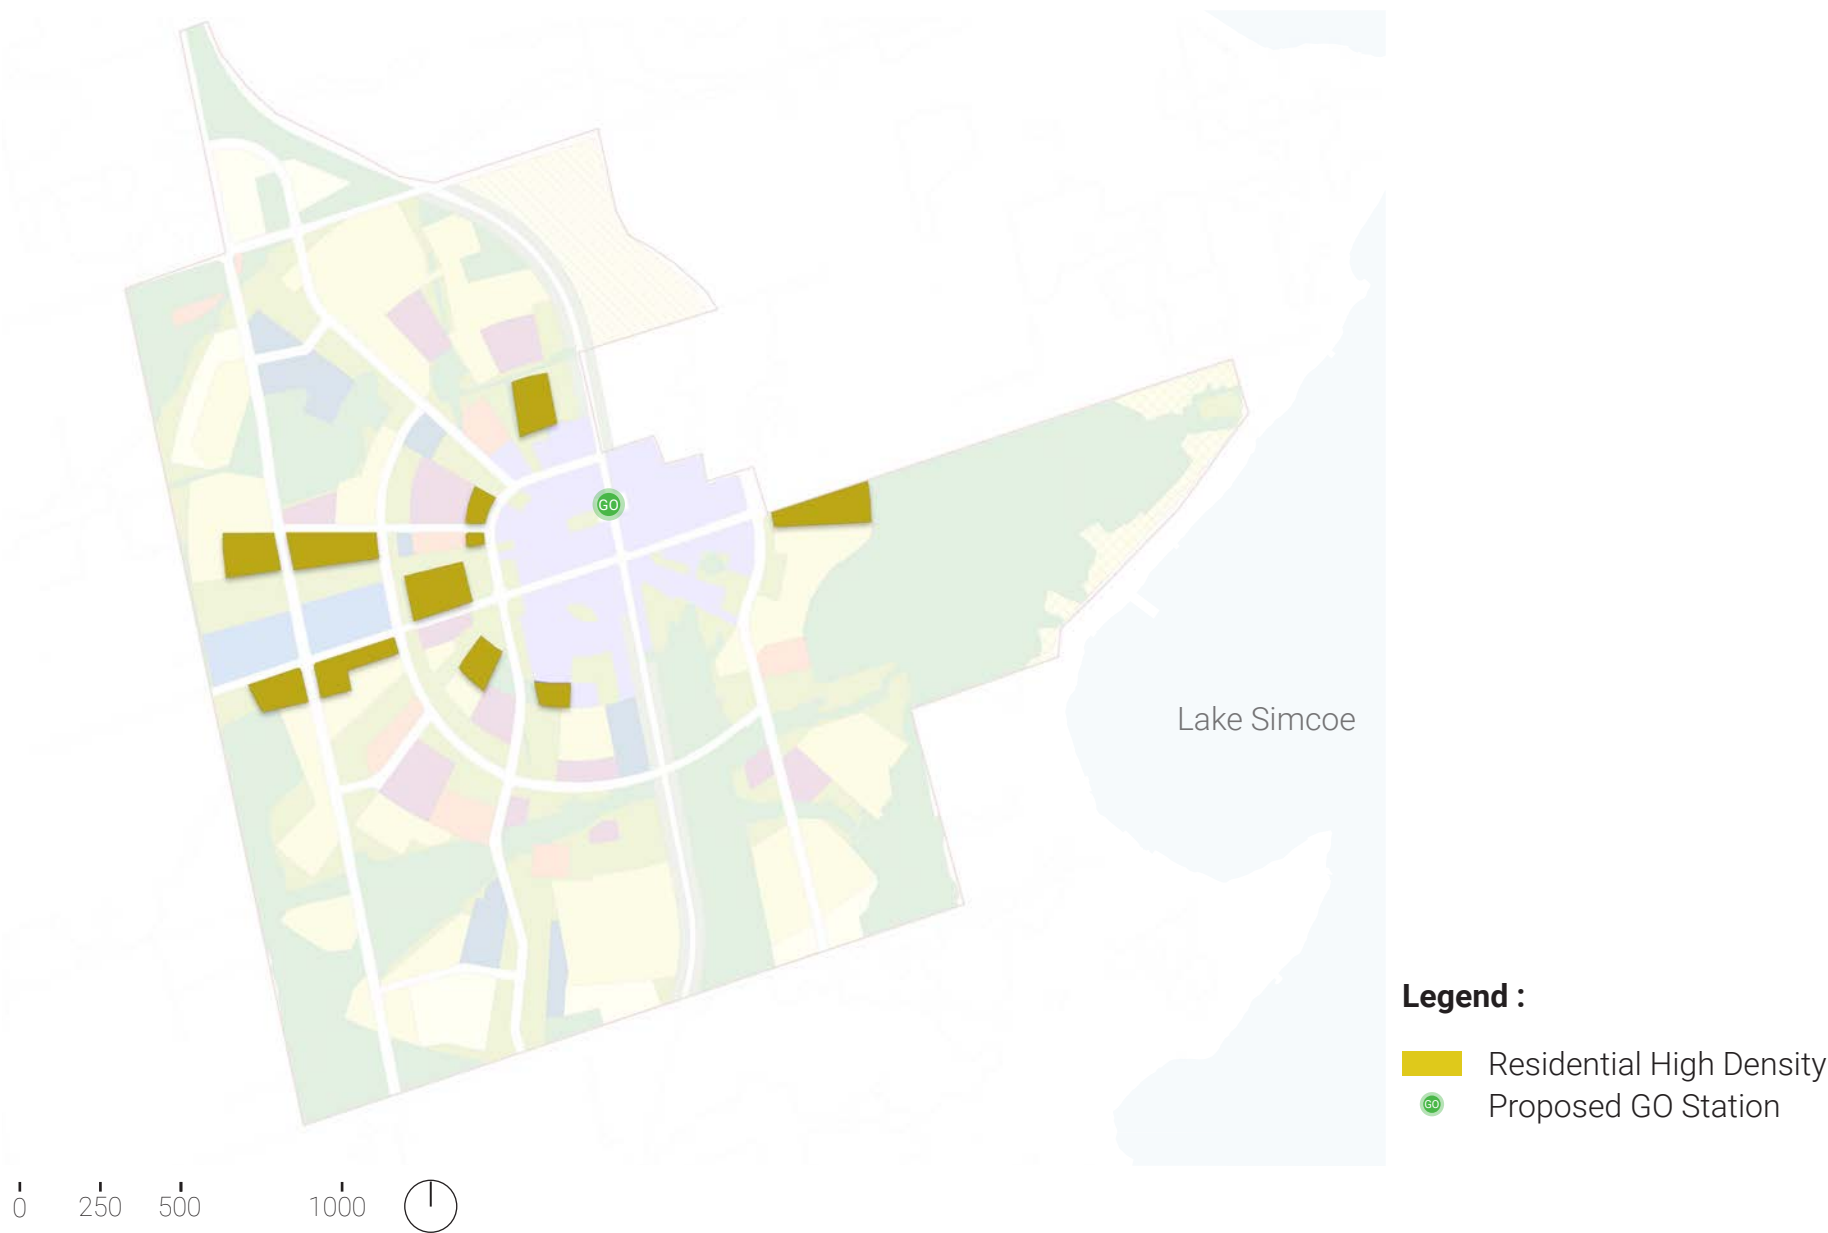 GO
Lake Simcoe
Legend :
Residential High Density
GO Proposed GO Station
0 250 500 1000